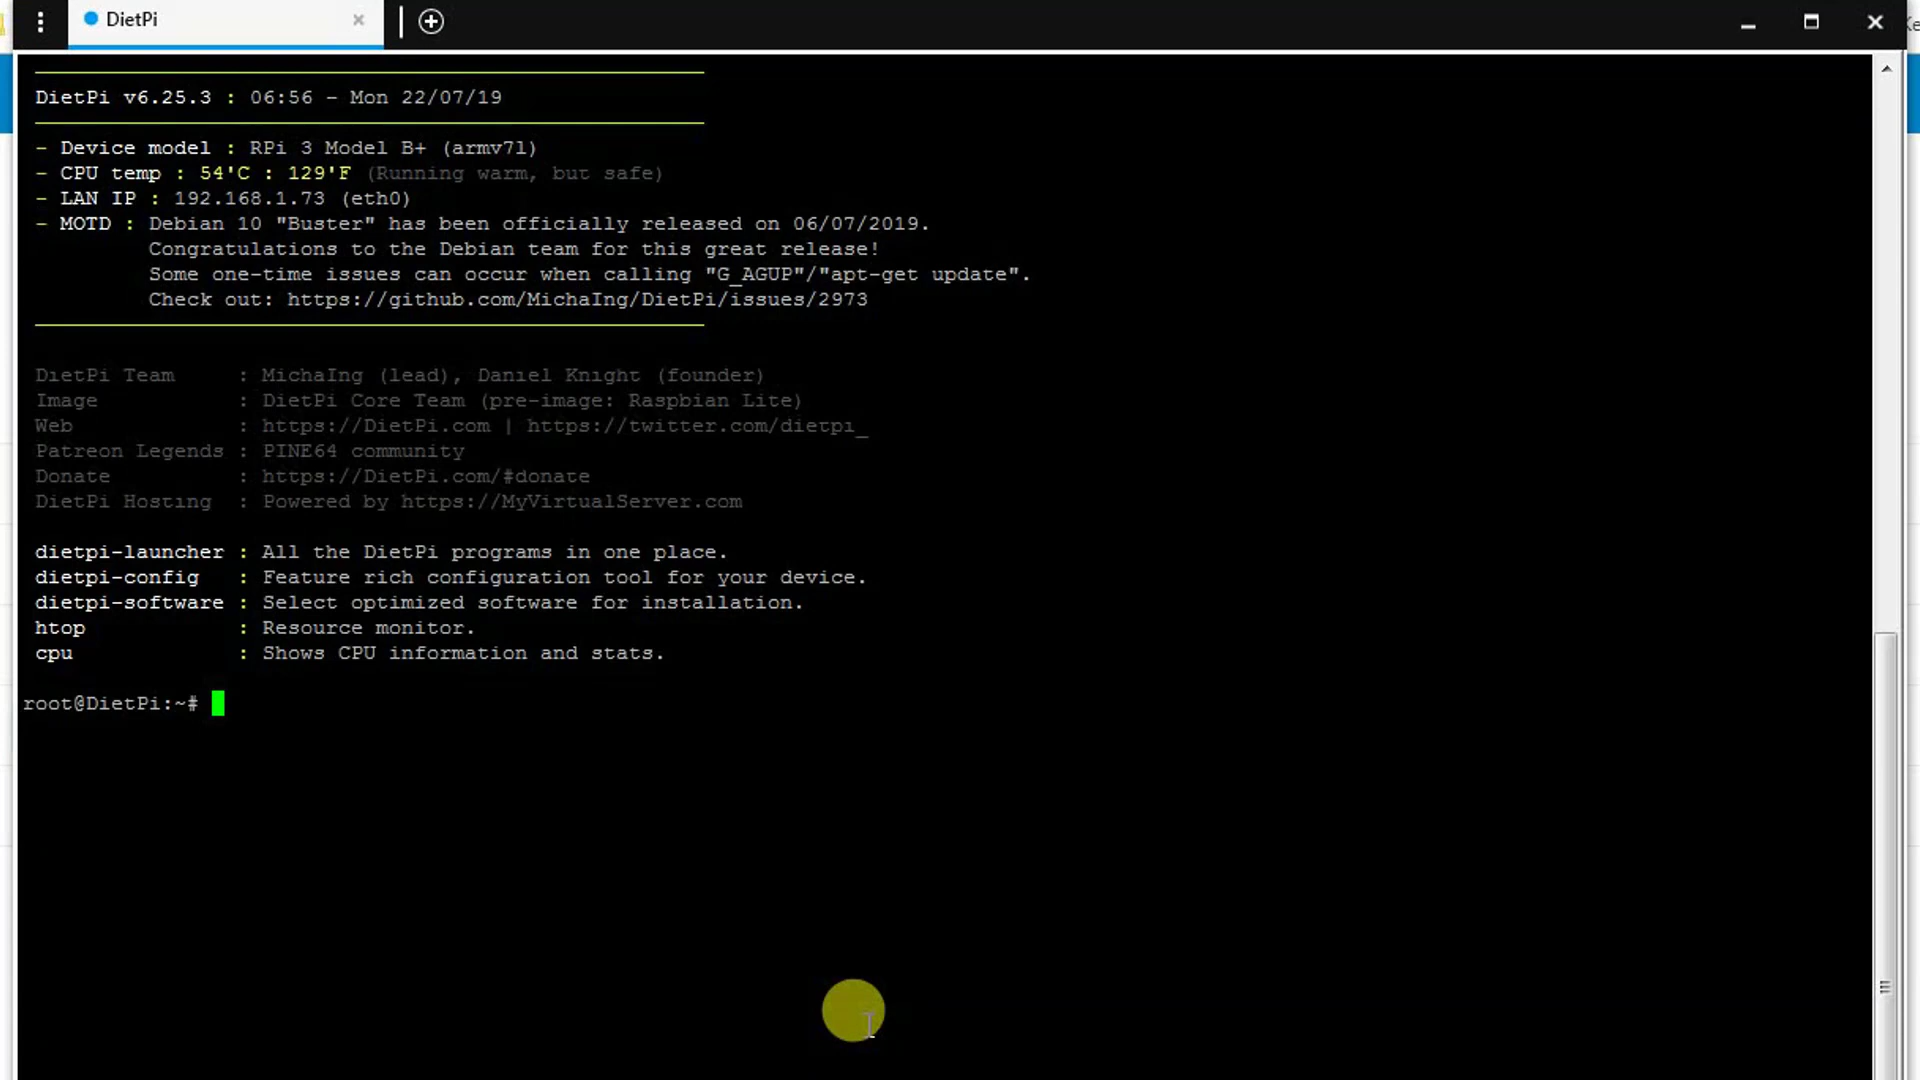 DietPi
DietPi v6.25.3 : 06:56 - Mon 22/07/19
- Device model : RPi 3 Model B+ (armv7l)
- CPU temp : 54'C : 129'F (Running warm, but safe)
- LAN IP : 192.168.1.73 (eth0)
- MOTD : Debian 10 "Buster" has been officially released on 06/07/2019.
Congratulations to the Debian team for this great release!
Some one-time issues can occur when calling "G_AGUP"/"apt-get update".
Check out: https://github.com/MichaIng/DietPi/issues/2973
DietPi Team : MichaIng (lead), Daniel Knight (founder)
Image : DietPi Core Team (pre-image: Raspbian Lite)
Web : https://DietPi.com | https://twitter.com/dietpi_
Patreon Legends : PINE64 community
Donate : https://DietPi.com/#donate
DietPi Hosting : Powered by https://MyVirtualServer.com
dietpi-launcher : All the DietPi programs in one place.
dietpi-config : Feature rich configuration tool for your device.
dietpi-software : Select optimized software for installation.
htop : Resource monitor.
cpu : Shows CPU information and stats.
root@DietPi:~#